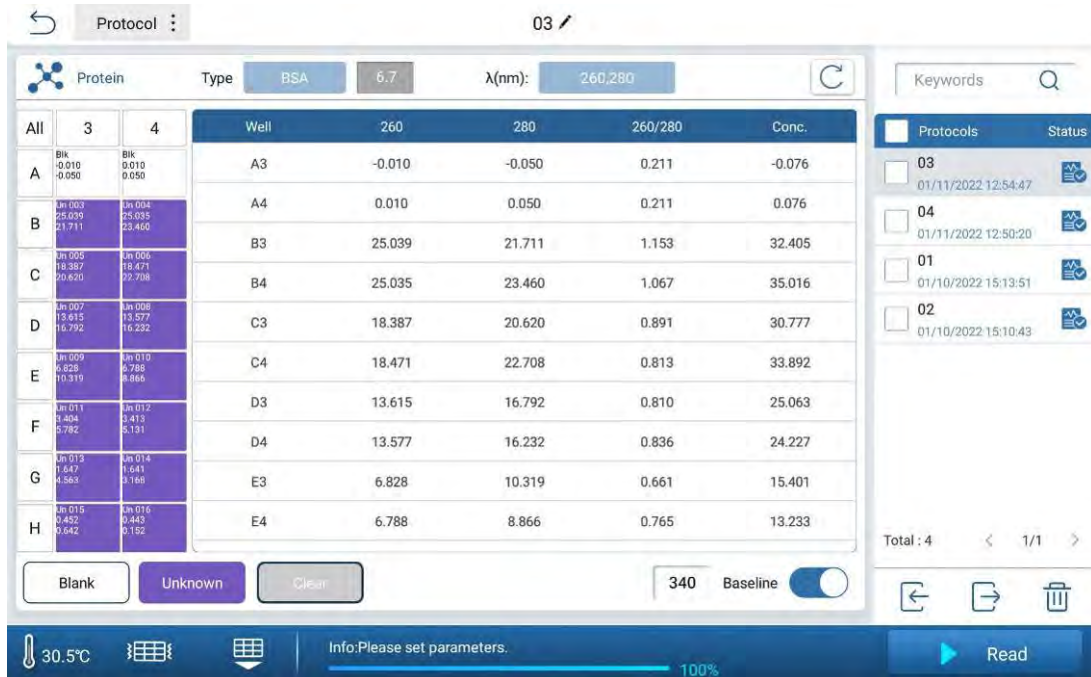 Protocol
03
Protein
Type
BSA
6.7
λ(nm):
260,280
Keywords
All 3 4
A
Blk
-0.010
-0.050
Blk
0.010
0.050
B
Un 003
25.039
21.711
Un 004
25.035
23.460
C
Un 005
18.387
20.620
Un 006
18.471
22.708
D
Un 007
13.615
16.792
Un 008
13.577
16.232
E
Un 009
6.828
10.319
Un 010
6.788
8.866
F
Un 011
3.404
5.782
Un 012
3.413
5.131
G
Un 013
1.647
4.563
Un 014
1.641
3.168
H
Un 015
0.452
0.642
Un 016
0.443
0.152
Well 260 280 260/280 Conc.
A3 -0.010 -0.050 0.211 -0.076
A4 0.010 0.050 0.211 0.076
B3 25.039 21.711 1.153 32.405
B4 25.035 23.460 1.067 35.016
C3 18.387 20.620 0.891 30.777
C4 18.471 22.708 0.813 33.892
D3 13.615 16.792 0.810 25.063
D4 13.577 16.232 0.836 24.227
E3 6.828 10.319 0.661 15.401
E4 6.788 8.866 0.765 13.233
Blank
Unknown
Clear
340
Baseline
Protocols Status
03
01/11/2022 12:54:47
04
01/11/2022 12:50:20
01
01/10/2022 15:13:51
02
01/10/2022 15:10:43
Total : 4
< 1/1 >
30.5℃
Info:Please set parameters.
100%
Read